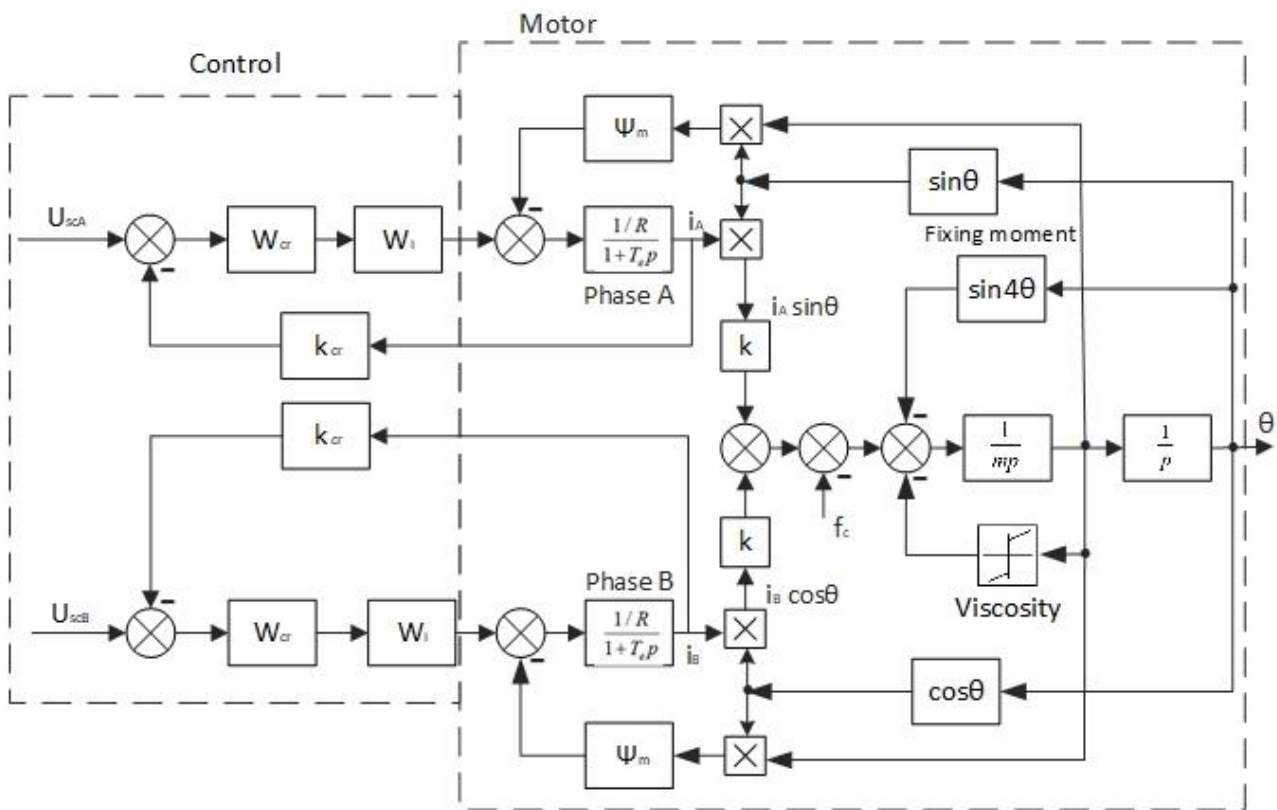 Motor
Control
Ψm
sinθ
UscA
Wcr
Wi
1/R
1+Tep
iA
Fixing moment
Phase A
sin4θ
iA sinθ
kcr
k
kcr
1
mp
1
p
θ
fc
k
Phase B
iB cosθ
Viscosity
UscB
Wcr
Wi
1/R
1+Tep
iB
cosθ
Ψm